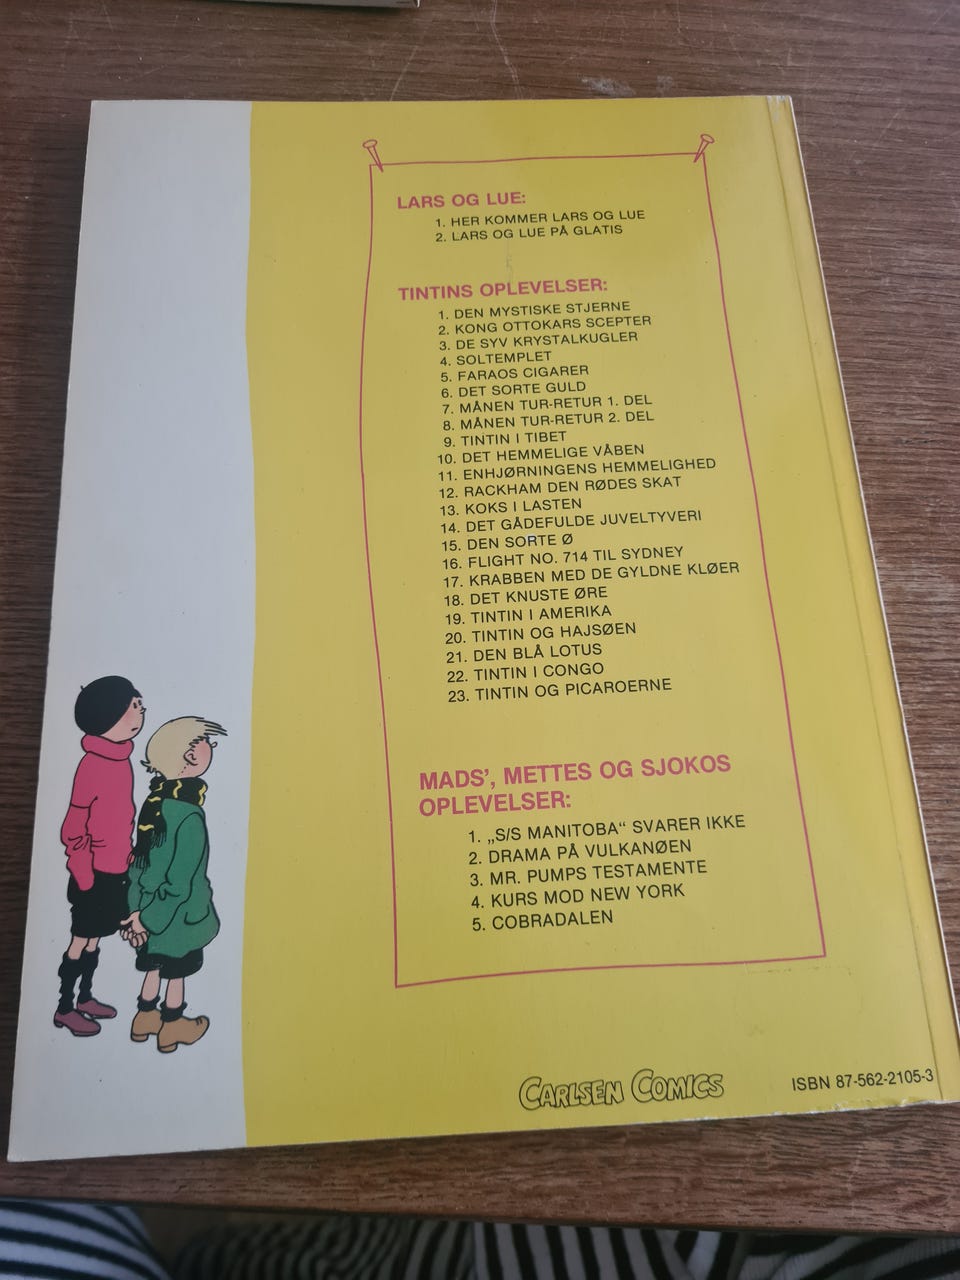 LARS OG LUE:
1. HER KOMMER LARS OG LUE
2. LARS OG LUE PÅ GLATIS
TINTINS OPLEVELSER:
1. DEN MYSTISKE STJERNE
2. KONG OTTOKARS SCEPTER
3. DE SYV KRYSTALKUGLER
4. SOLTEMPLET
5. FARAOS CIGARER
6. DET SORTE GULD
7. MÅNEN TUR-RETUR 1. DEL
8. MÅNEN TUR-RETUR 2. DEL
9. TINTIN I TIBET
10. DET HEMMELIGE VÅBEN
11. ENHJØRNINGENS HEMMELIGHED
12. RACKHAM DEN RØDES SKAT
13. KOKS I LASTEN
14. DET GÅDEFULDE JUVELTYVERI
15. DEN SORTE Ø
16. FLIGHT NO. 714 TIL SYDNEY
17. KRABBEN MED DE GYLDNE KLØER
18. DET KNUSTE ØRE
19. TINTIN I AMERIKA
20. TINTIN OG HAJSØEN
21. DEN BLÅ LOTUS
22. TINTIN I CONGO
23. TINTIN OG PICAROERNE
MADS', METTES OG SJOKOS
OPLEVELSER:
1. „S/S MANITOBA“ SVARER IKKE
2. DRAMA PÅ VULKANØEN
3. MR. PUMPS TESTAMENTE
4. KURS MOD NEW YORK
5. COBRADALEN
CARLSEN COMICS
ISBN 87-562-2105-3